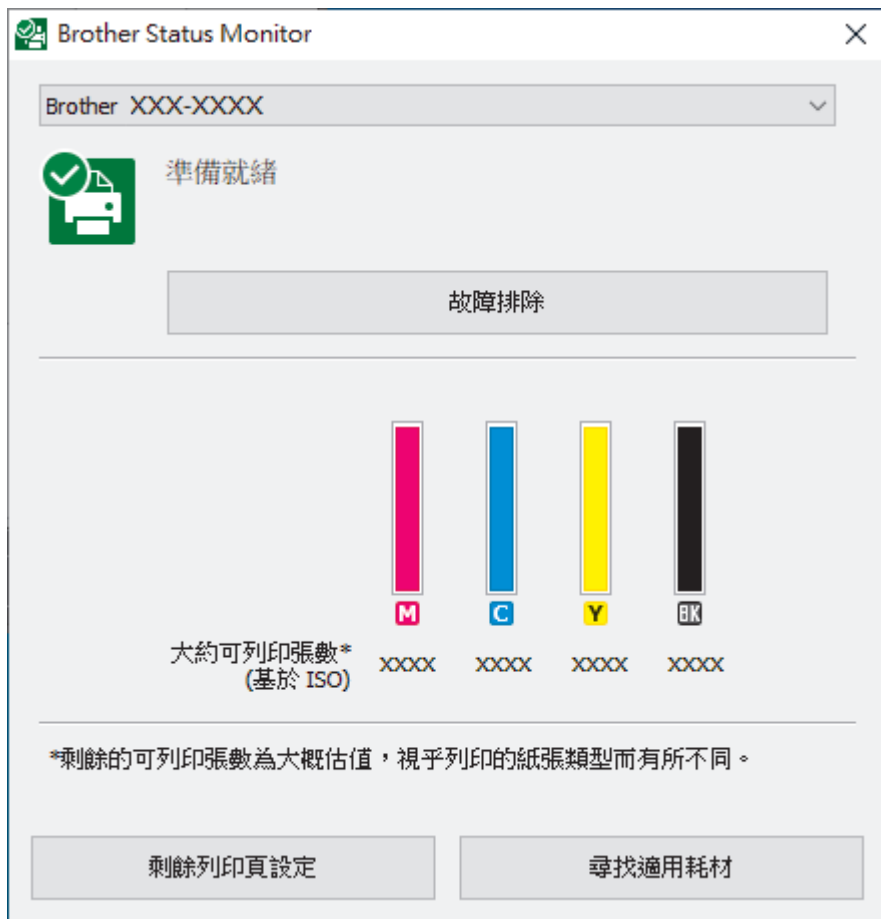 Brother Status Monitor
Brother XXX-XXXX
準備就緒
故障排除
M C Y BK
大約可列印張數* XXXX XXXX XXXX XXXX
(基於 ISO)
*剩餘的可列印張數為大概估值，視乎列印的紙張類型而有所不同。
剩餘列印頁設定 尋找適用耗材